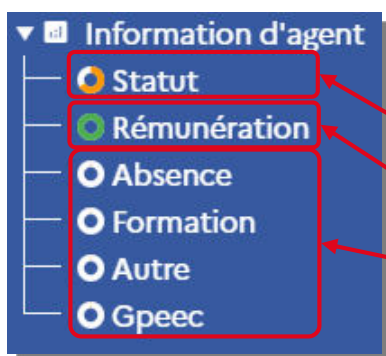 Information d'agent
Statut
Rémunération
Absence
Formation
Autre
Gpeec